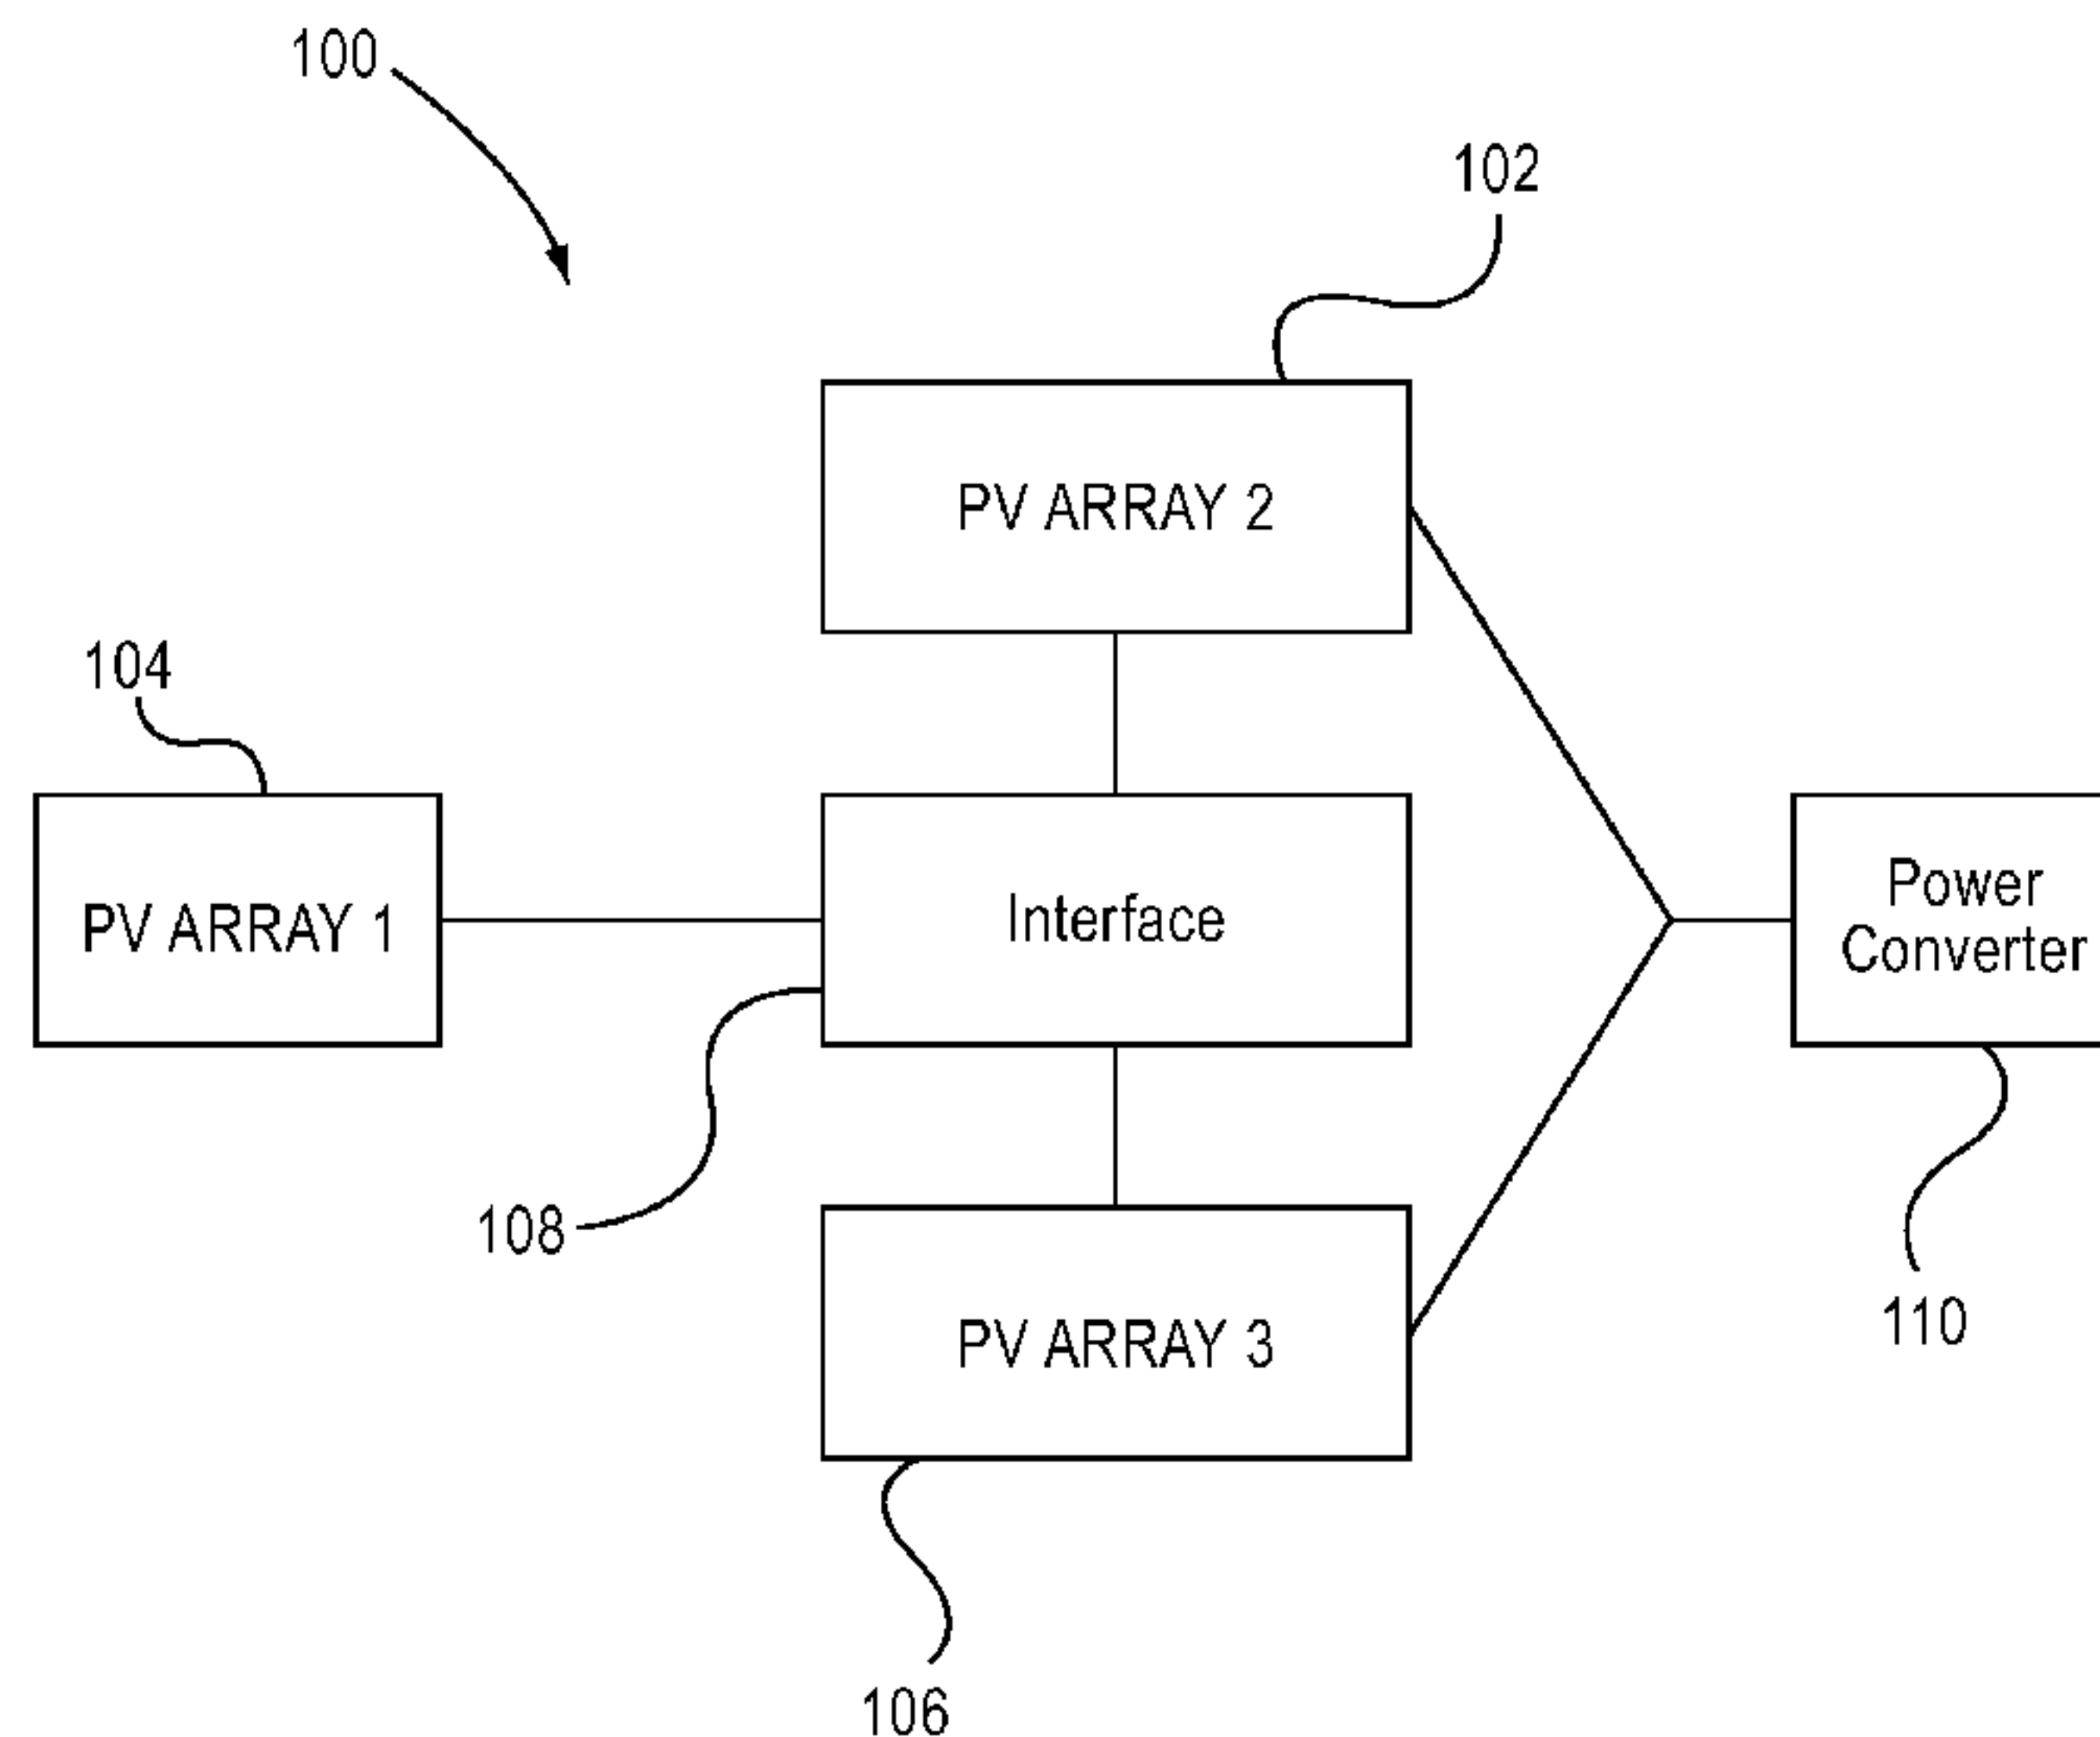 100
102
PV ARRAY 2
104
PV ARRAY 1
Interface
Power
Converter
108
PV ARRAY 3
110
106